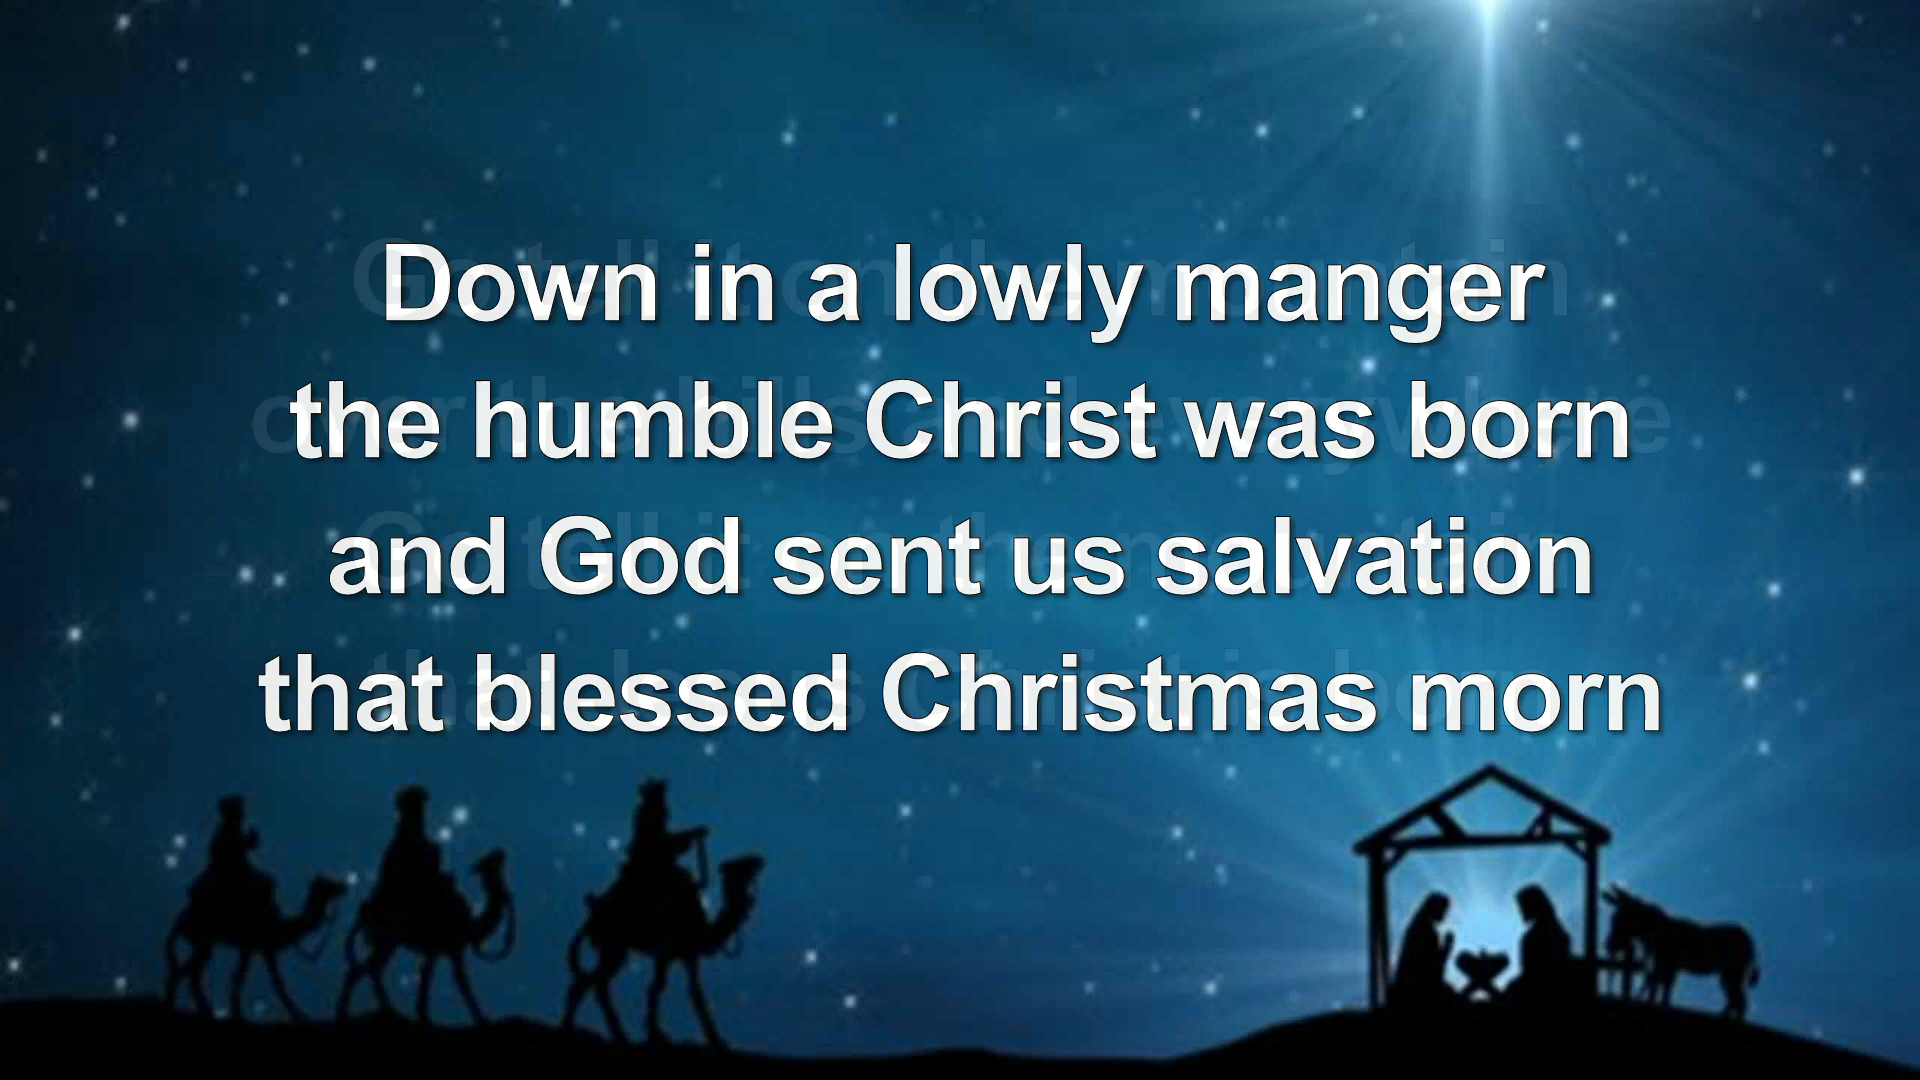 Down in a lowly manger
the humble Christ was born
and God sent us salvation
that blessed Christmas morn